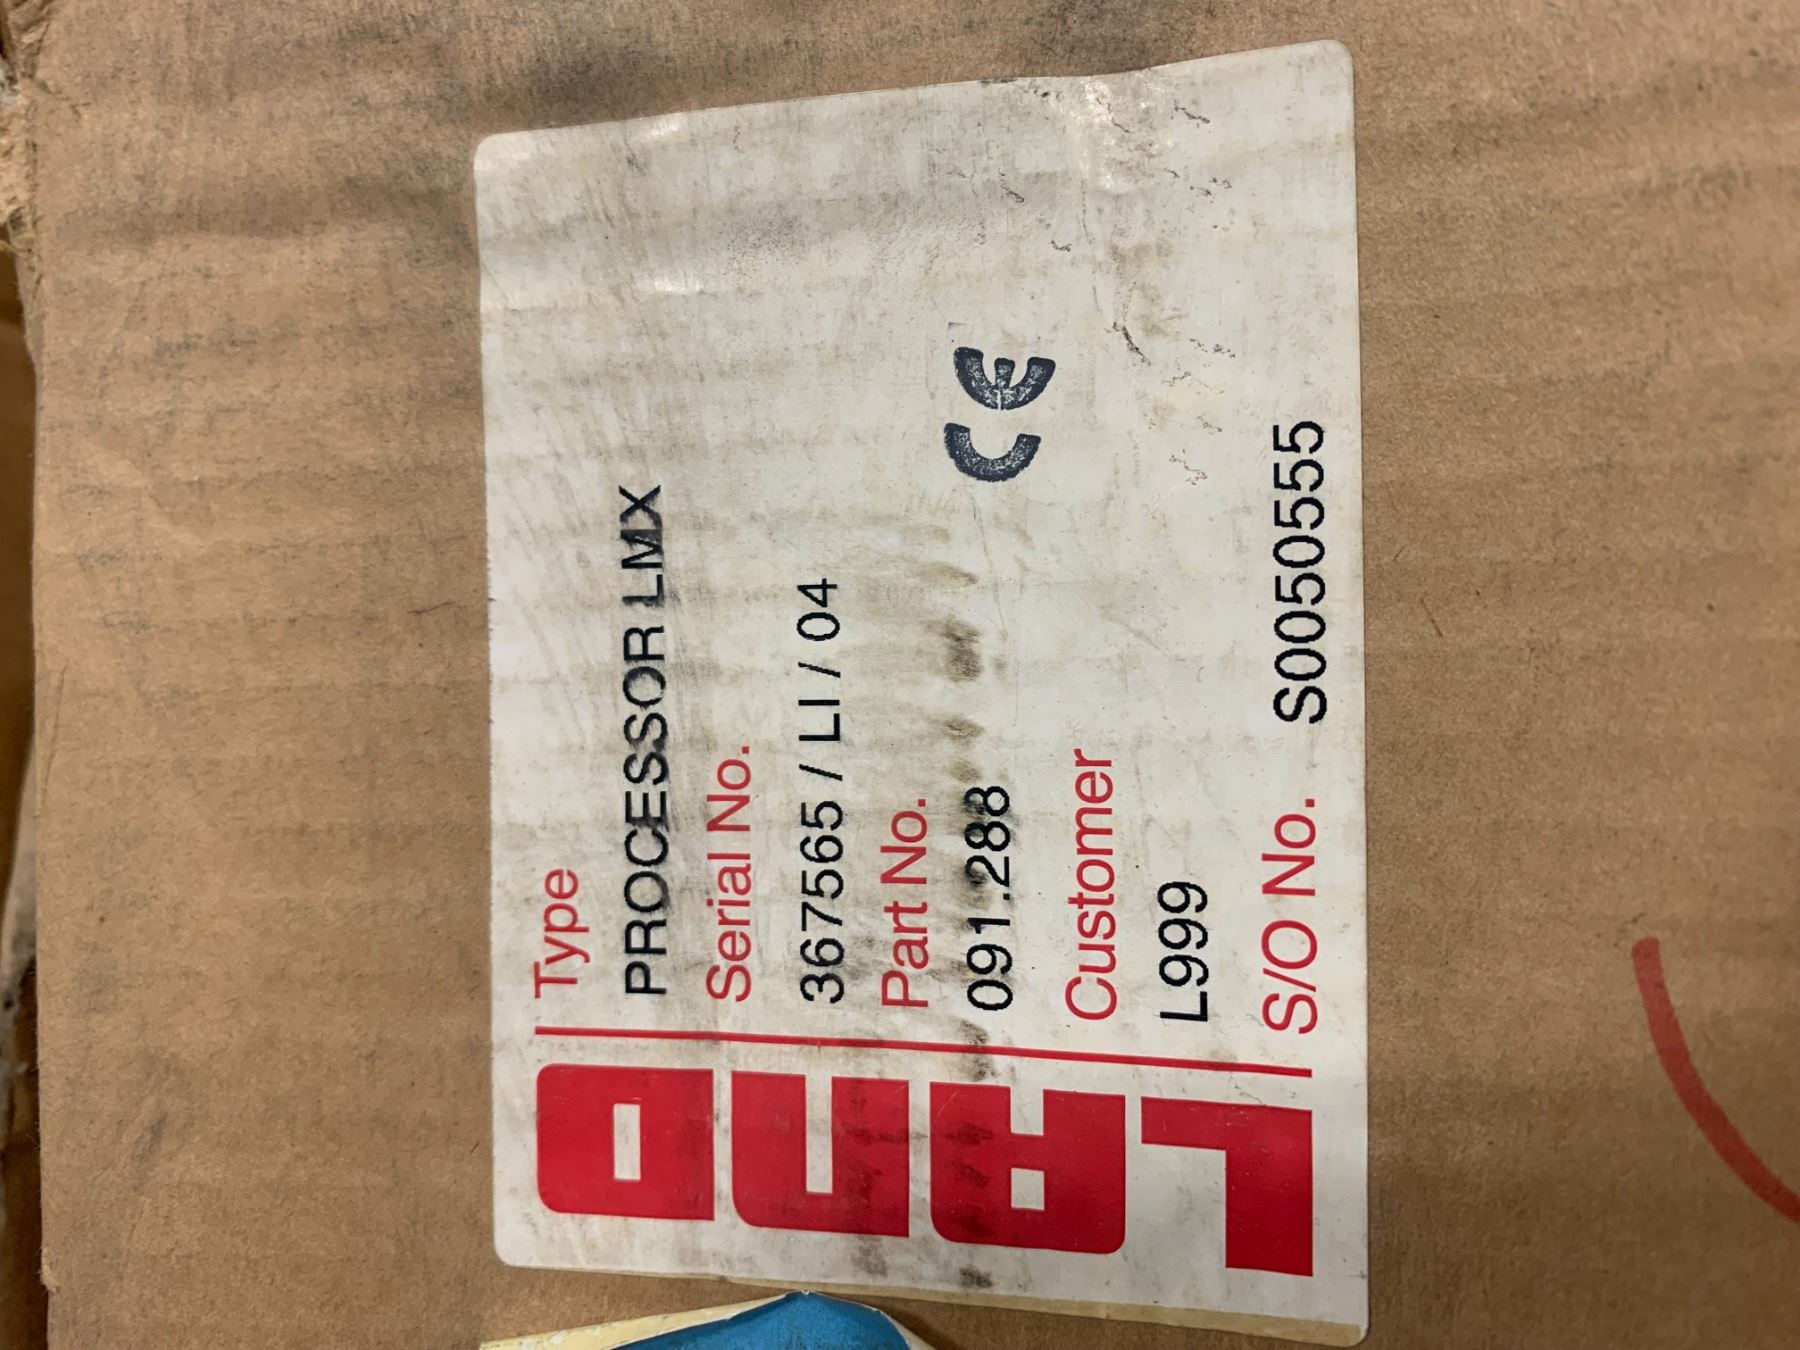 LAND
Type
PROCESSOR LMX
Serial No.
367565 / LI / 04
Part No.
091.288
CE
Customer
L999
S/O No. S0050555